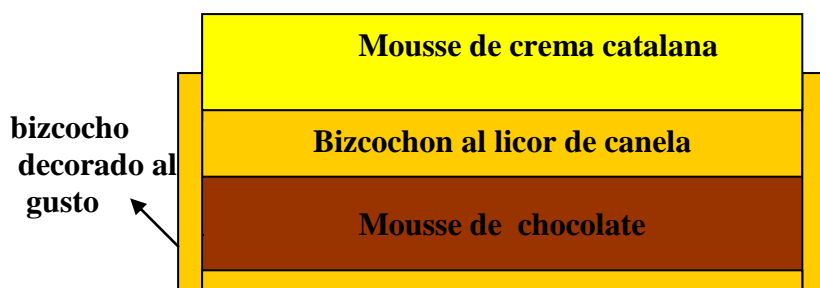 Mousse de crema catalana
bizcocho
decorado al
gusto
Bizcochon al licor de canela
Mousse de chocolate